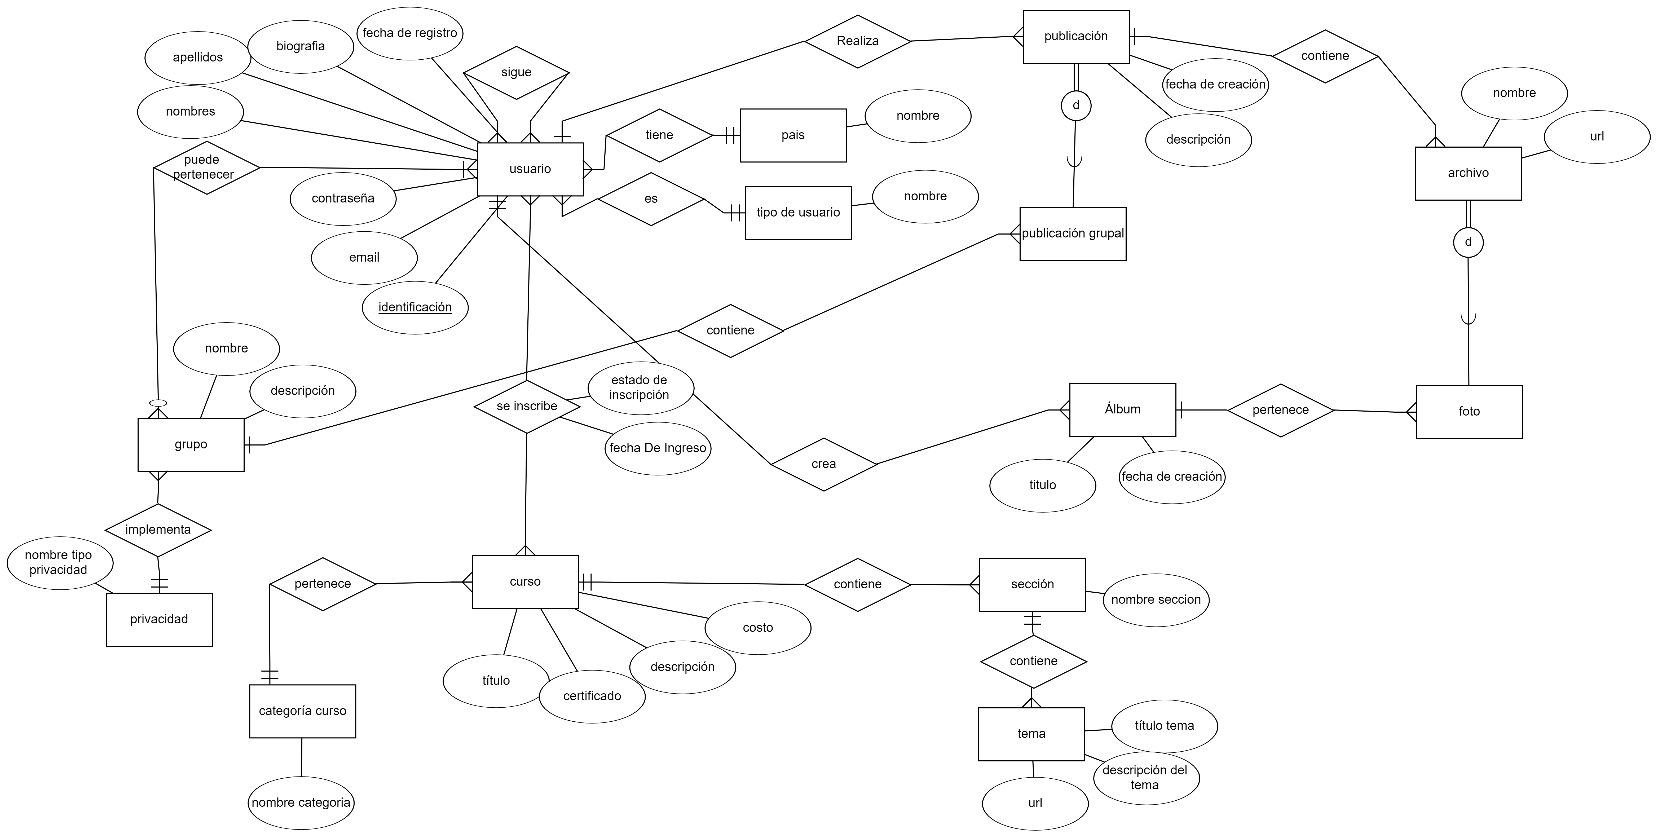 fecha de registro
biografia
apellidos
sigue
Realiza
publicación
contiene
fecha de creación
nombre
d
nombres
nombre
descripción
url
tiene
pais
puede
pertenecer
usuario
archivo
contraseña
es
tipo de usuario
nombre
publicación grupal
d
email
identificación
contiene
nombre
descripción
estado de
inscripción
se inscribe
Álbum
pertenece
foto
grupo
fecha De Ingreso
crea
titulo
fecha de creación
implementa
nombre tipo
privacidad
privacidad
pertenece
curso
contiene
sección
nombre seccion
costo
título
certificado
descripción
contiene
categoría curso
tema
título tema
descripción del
tema
nombre categoria
url